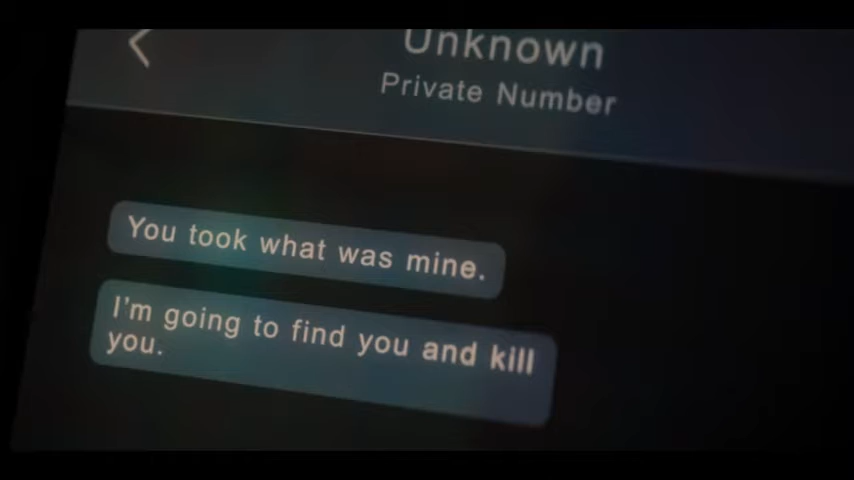 Unknown
Private Number
You took what was mine.
I'm going to find you and kill
you.